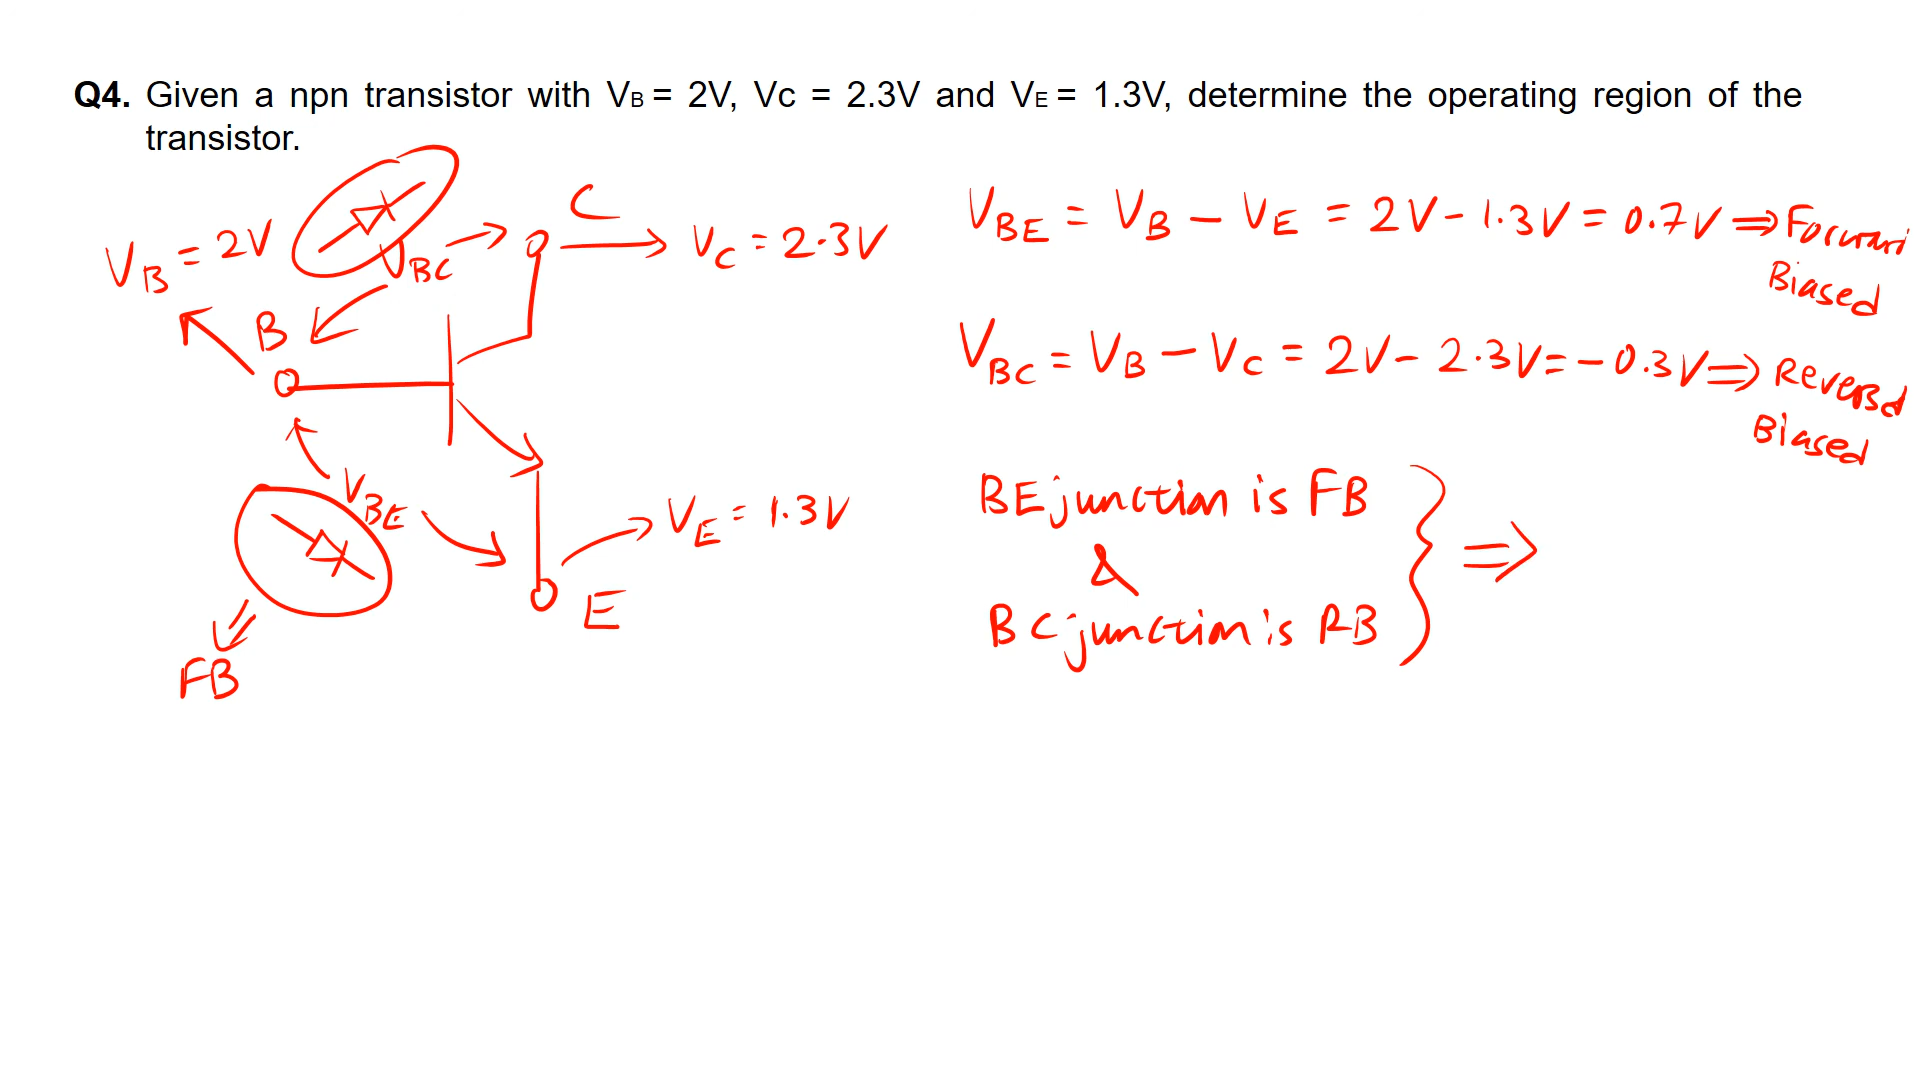 Q4. Given a npn transistor with VB = 2V, Vc = 2.3V and VE = 1.3V, determine the operating region of the
transistor.
VB = 2V
VBC
C
VC = 2.3V
B
VBE
VE = 1.3V
E
FB
VBE = VB - VE = 2V - 1.3V = 0.7V ⇒ Forward
Biased
VBC = VB - VC = 2V - 2.3V = -0.3V ⇒ Reversed
Biased
BE junction is FB
&
BC junction is RB
⇒